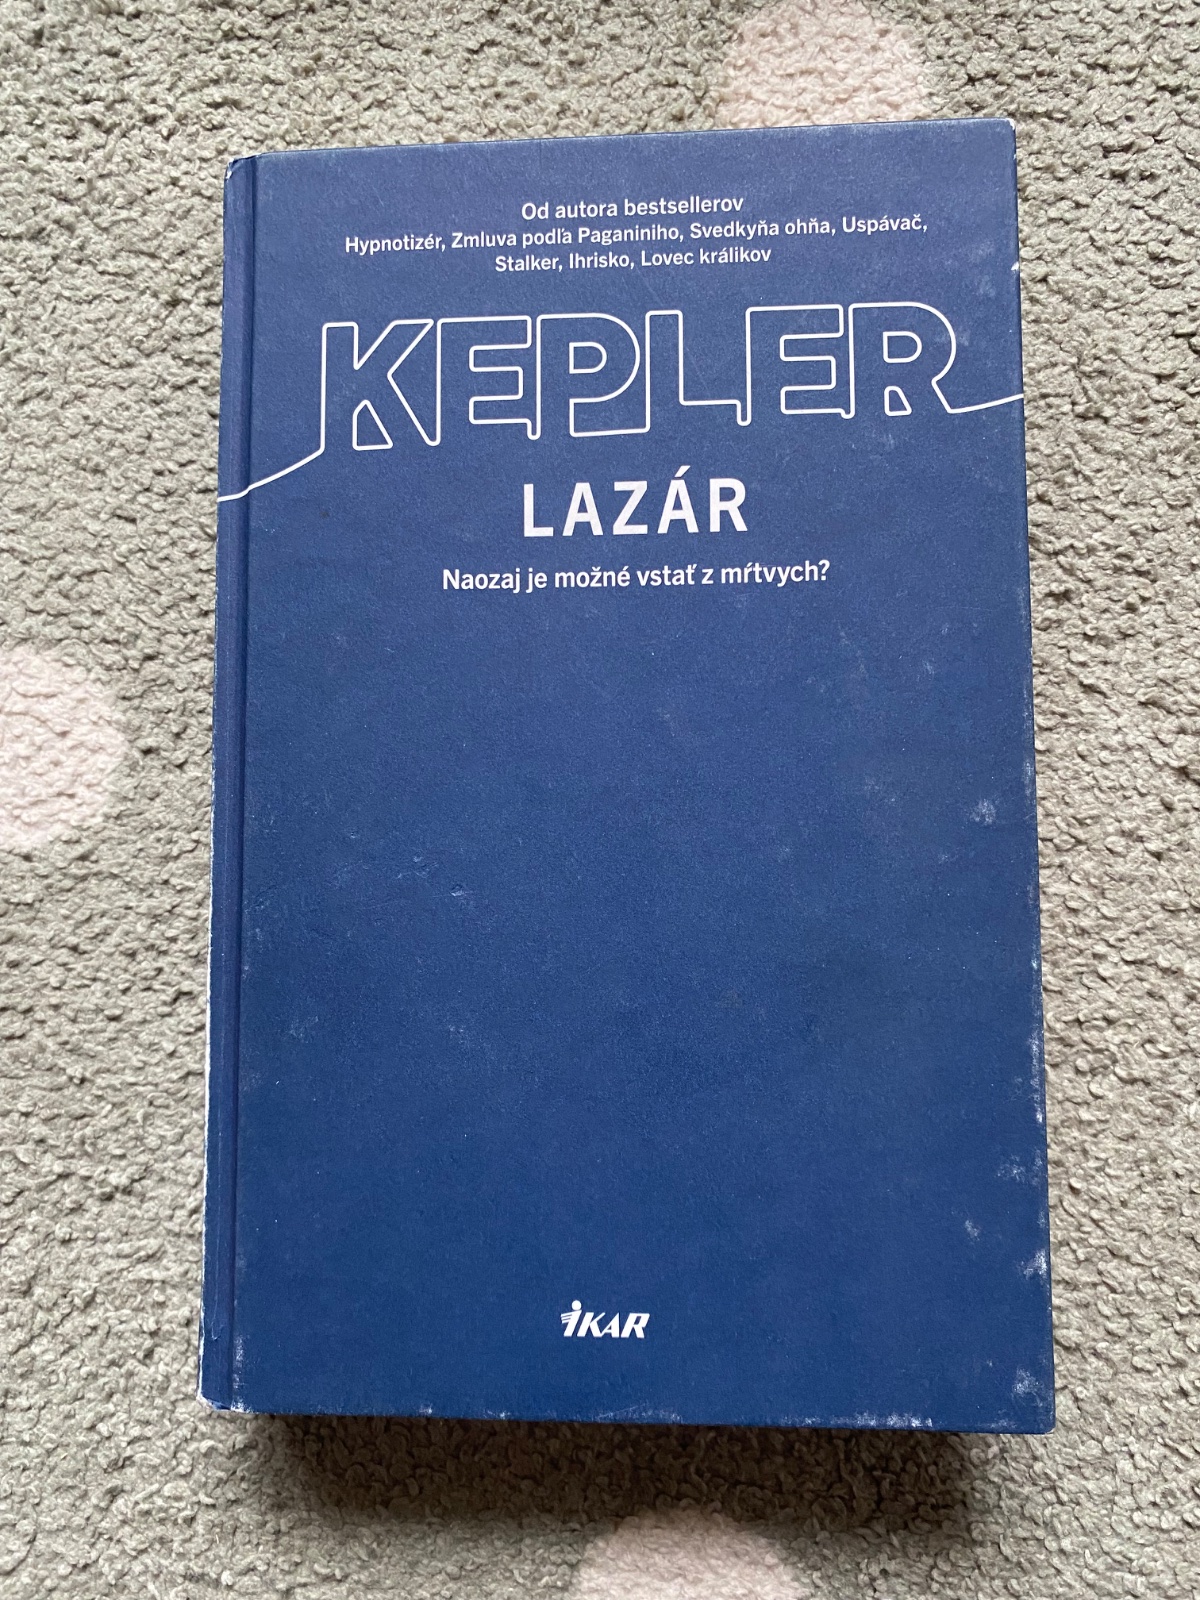 Od autora bestsellerov
Hypnotizér, Zmluva podľa Paganiniho, Svedkyňa ohňa, Uspávač,
Stalker, Ihrisko, Lovec králikov
KEPLER
LAZÁR
Naozaj je možné vstať z mŕtvych?
IKAR